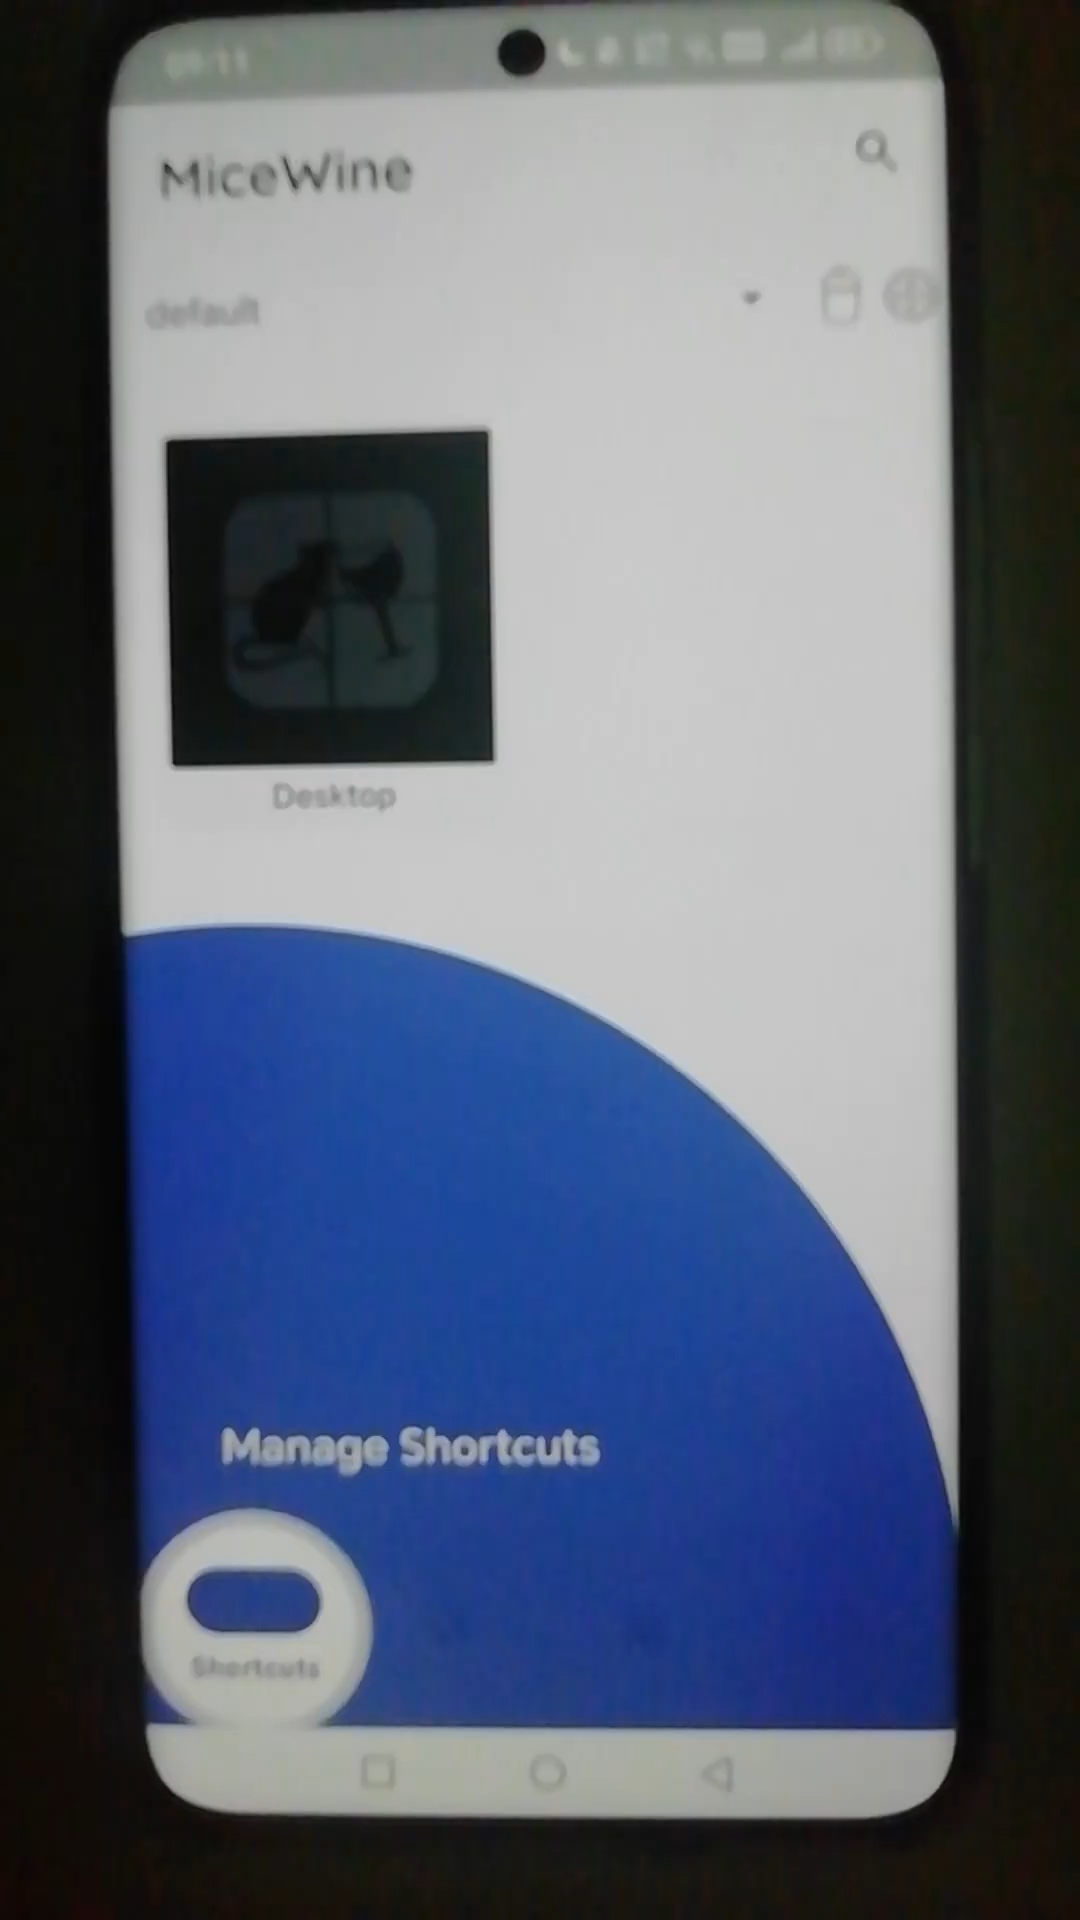 MiceWine
default
Desktop
Manage Shortcuts
Shortcuts